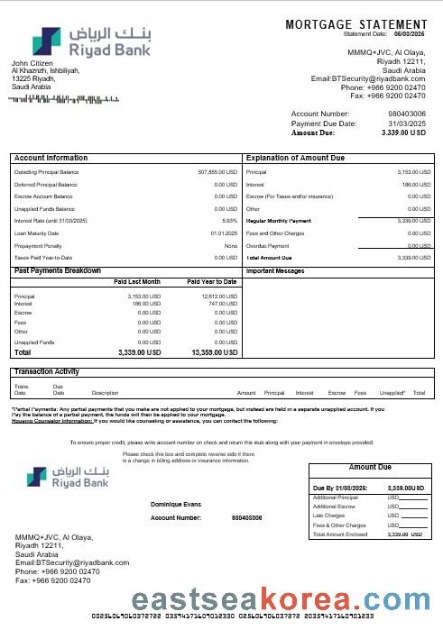 بنك الرياض
Riyad Bank
MORTGAGE STATEMENT
Statement Date: 06/03/2026
John Citizen
Al Khaznzh, Ishbiliyah,
13225 Riyadh,
Saudi Arabia
MMMQ+JVC, Al Olaya,
Riyadh 12211,
Saudi Arabia
Email:BTSecurity@riyadbank.com
Phone: +966 9200 02470
Fax: +966 9200 02470
Account Number: 980403006
Payment Due Date: 31/03/2025
Amount Due: 3,339.00 USD
Account Information
Outstanding Principal Balance 507,855.00 USD
Deferred Principal Balance 0.00 USD
Escrow Account Balance 0.00 USD
Unapplied Funds Balance 0.00 USD
Interest Rate (until 31/03/2025) 5.93%
Loan Maturity Date 01.01.2025
Prepayment Penalty None
Taxes Paid Year-to-Date 0.00 USD
Explanation of Amount Due
Principal 3,153.00 USD
Interest 186.00 USD
Escrow (For Taxes and/or insurance) 0.00 USD
Other 0.00 USD
Regular Monthly Payment 3,339.00 USD
Fees and Other Charges 0.00 USD
Overdue Payment 0.00 USD
Total Amount Due 3,339.00 USD
Past Payments Breakdown
Paid Last Month Paid Year to Date
Principal 3,153.00 USD 12,612.00 USD
Interest 186.00 USD 747.00 USD
Escrow 0.00 USD 0.00 USD
Fees 0.00 USD 0.00 USD
Other 0.00 USD 0.00 USD
Unapplied Funds 0.00 USD 0.00 USD
Total 3,339.00 USD 13,359.00 USD
Important Messages
Transaction Activity
Trans. Date Due Date Description Amount Principal Interest Escrow Fees Unapplied* Total
*Partial Payments: Any partial payments that you make are not applied to your mortgage, but instead are held in a separate unapplied account. If you
Pay the balance of a partial payment, the funds will then be applied to your mortgage.
Housing Counselor Information: If you would like counseling or assistance, you can contact the following:
To ensure proper credit, please write account number on check and return this stub along with your payment in envelope provided.
Please check this box and complete reverse side if there
is a change in billing address or insurance information.
بنك الرياض
Riyad Bank
Dominique Evans
Account Number: 980403006
Amount Due
Due By 31/03/2026: 3,339.00USD
Additional Principal USD
Additional Escrow USD
Late Charges USD
Fees & Other Charges USD
Total Amount Enclosed 3,339.00 USD
MMMQ+JVC, Al Olaya,
Riyadh 12211,
Saudi Arabia
Email:BTSecurity@riyadbank.com
Phone: +966 9200 02470
Fax: +966 9200 02470
eastseakorea.com